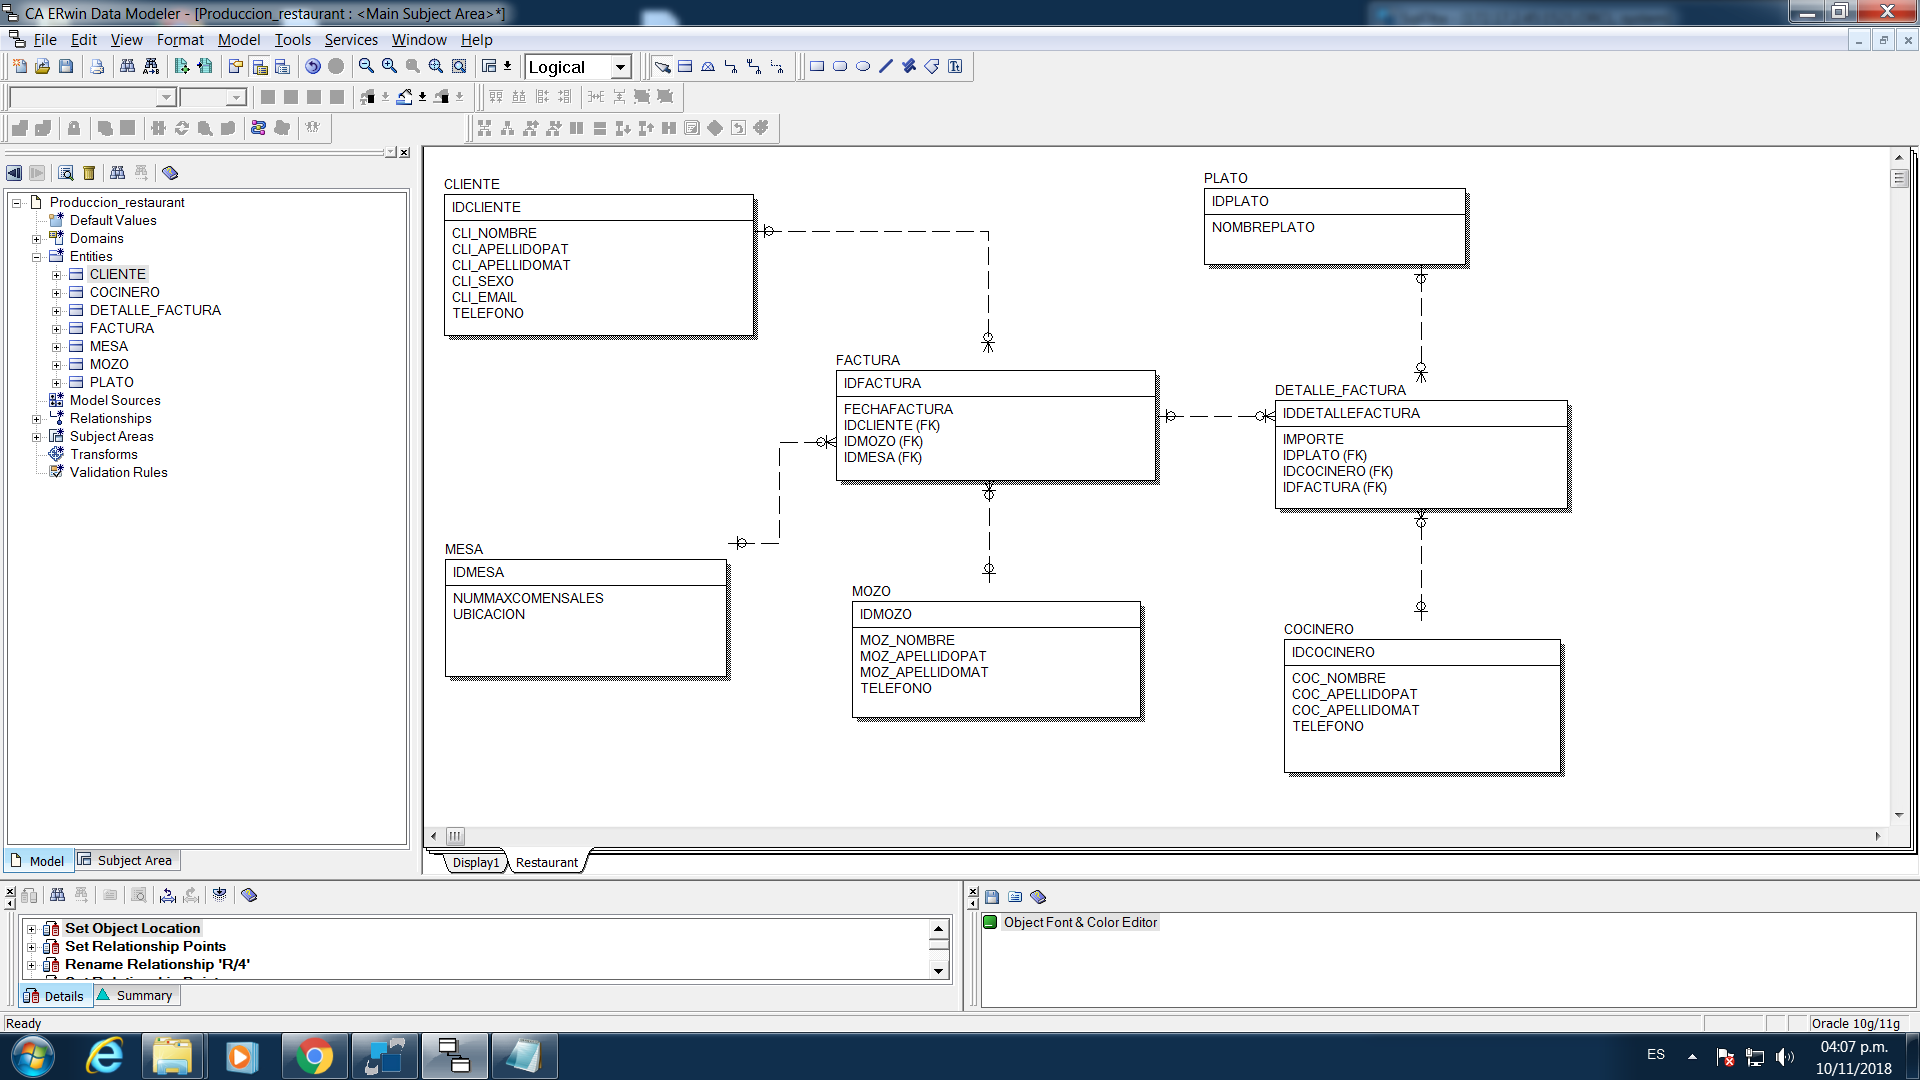 CA ERwin Data Modeler - [Produccion_restaurant : <Main Subject Area>*]
File Edit View Format Model Tools Services Window Help
Logical
Produccion_restaurant
Default Values
Domains
Entities
CLIENTE
COCINERO
DETALLE_FACTURA
FACTURA
MESA
MOZO
PLATO
Model Sources
Relationships
Subject Areas
Transforms
Validation Rules
Model Subject Area
CLIENTE
IDCLIENTE
CLI_NOMBRE
CLI_APELLIDOPAT
CLI_APELLIDOMAT
CLI_SEXO
CLI_EMAIL
TELEFONO
PLATO
IDPLATO
NOMBREPLATO
FACTURA
IDFACTURA
FECHAFACTURA
IDCLIENTE (FK)
IDMOZO (FK)
IDMESA (FK)
DETALLE_FACTURA
IDDETALLEFACTURA
IMPORTE
IDPLATO (FK)
IDCOCINERO (FK)
IDFACTURA (FK)
MESA
IDMESA
NUMMAXCOMENSALES
UBICACION
MOZO
IDMOZO
MOZ_NOMBRE
MOZ_APELLIDOPAT
MOZ_APELLIDOMAT
TELEFONO
COCINERO
IDCOCINERO
COC_NOMBRE
COC_APELLIDOPAT
COC_APELLIDOMAT
TELEFONO
Display1 Restaurant
Set Object Location
Set Relationship Points
Rename Relationship 'R/4'
Details Summary
Object Font & Color Editor
Ready
Oracle 10g/11g
ES
04:07 p.m.
10/11/2018